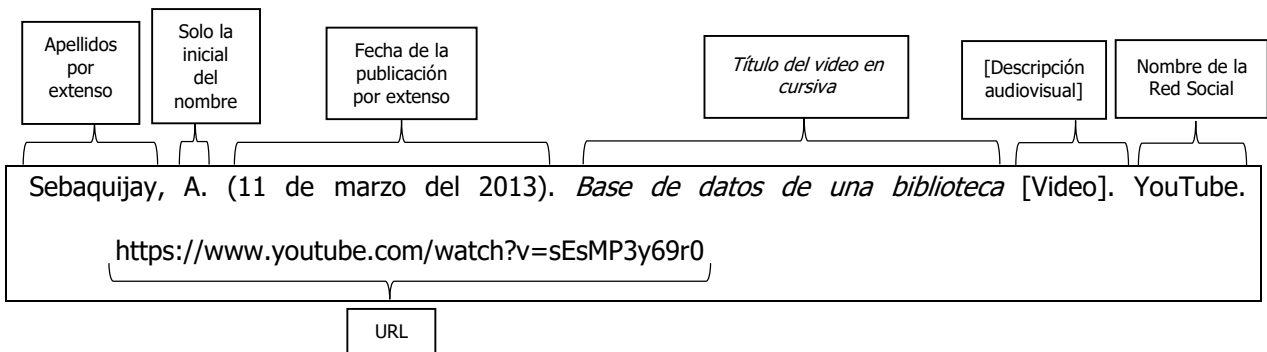 Apellidos
por
extenso
Solo la
inicial
del
nombre
Fecha de la
publicación
por extenso
Título del video en
cursiva
[Descripción
audiovisual]
Nombre de la
Red Social
Sebaquijay, A. (11 de marzo del 2013). Base de datos de una biblioteca [Video]. YouTube.
https://www.youtube.com/watch?v=sEsMP3y69r0
URL